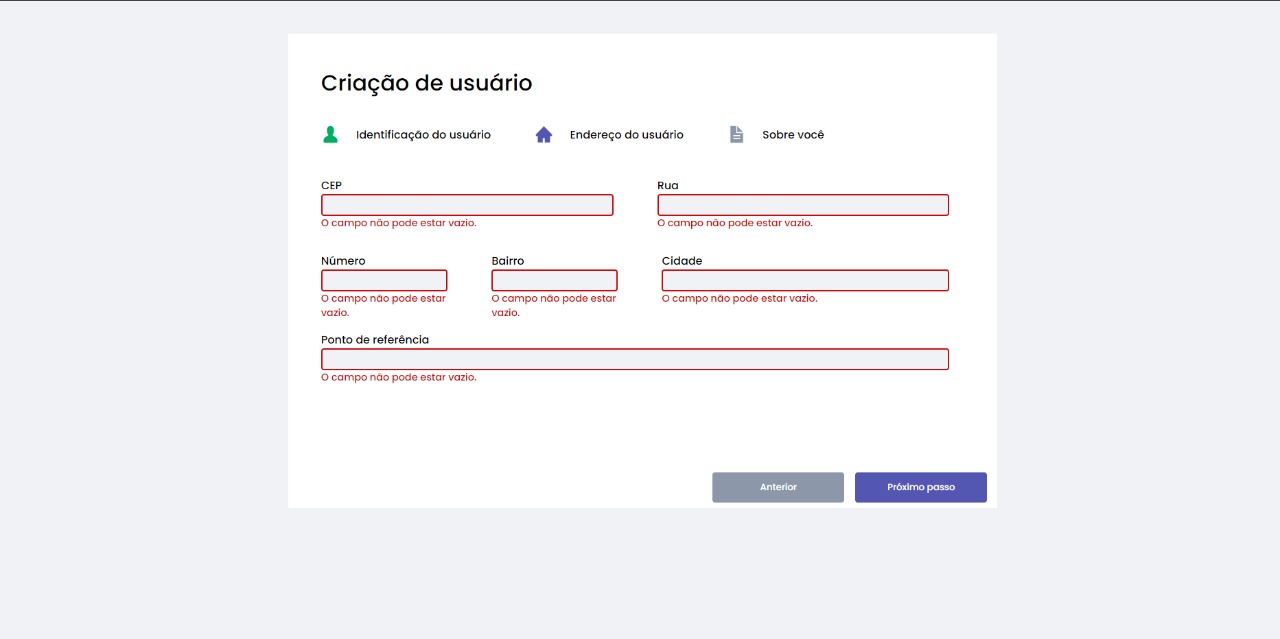 Criação de usuário
Identificação do usuário Endereço do usuário Sobre você
CEP Rua
O campo não pode estar vazio. O campo não pode estar vazio.
Número Bairro Cidade
O campo não pode estar O campo não pode estar O campo não pode estar vazio.
vazio. vazio.
Ponto de referência
O campo não pode estar vazio.
Anterior Próximo passo